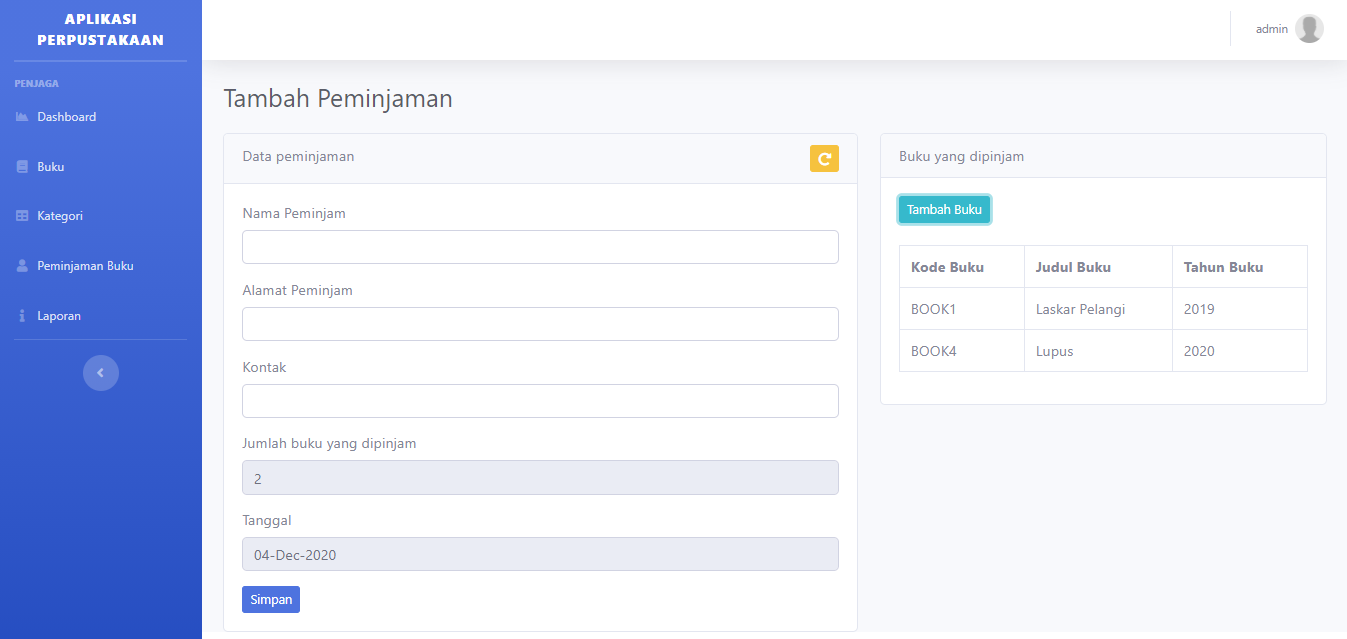 APLIKASI
PERPUSTAKAAN
PENJAGA
Dashboard
Buku
Kategori
Peminjaman Buku
Laporan
admin
Tambah Peminjaman
Data peminjaman
Nama Peminjam
Alamat Peminjam
Kontak
Jumlah buku yang dipinjam
2
Tanggal
04-Dec-2020
Simpan
Buku yang dipinjam
Tambah Buku
Kode Buku Judul Buku Tahun Buku
BOOK1 Laskar Pelangi 2019
BOOK4 Lupus 2020